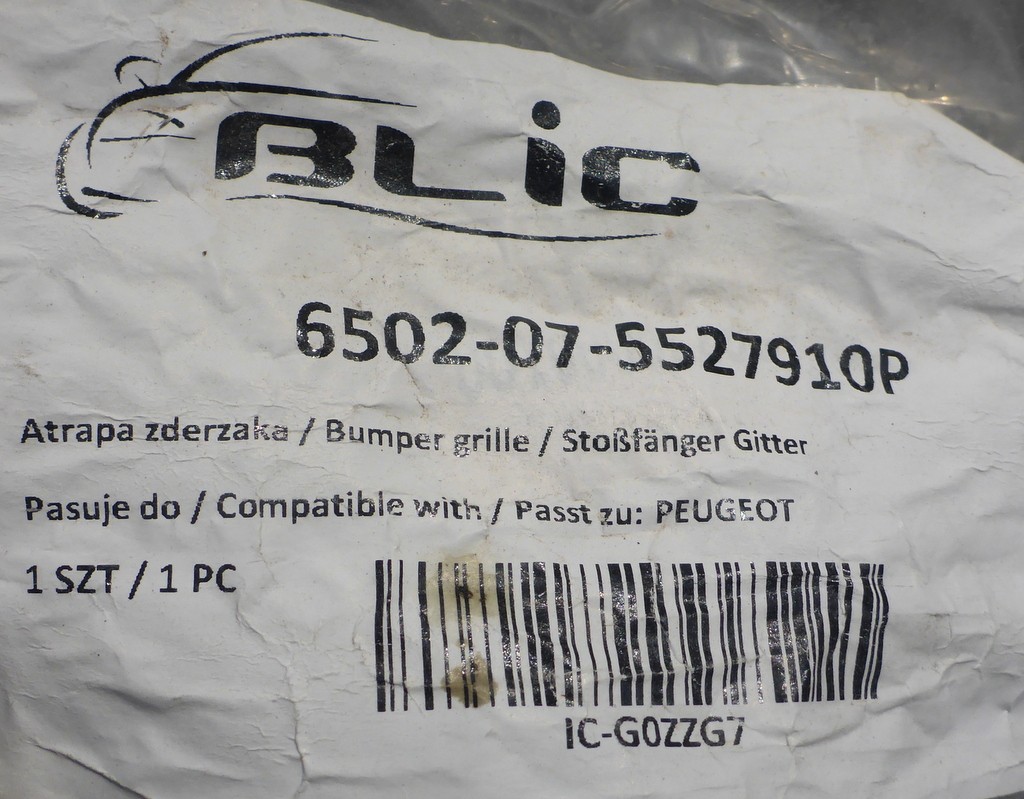 BLiC
6502-07-5527910P
Atrapa zderzaka / Bumper grille / Stoßfänger Gitter
Pasuje do / Compatible with / Passt zu: PEUGEOT
1 SZT / 1 PC
IC-G0ZZG7